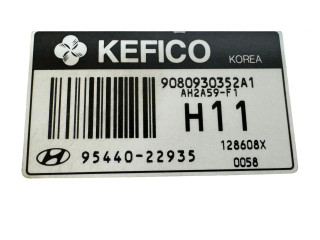 KEFICO KOREA
9080930352A1
AH2A59-F1
H11
128608X
95440-22935
0058